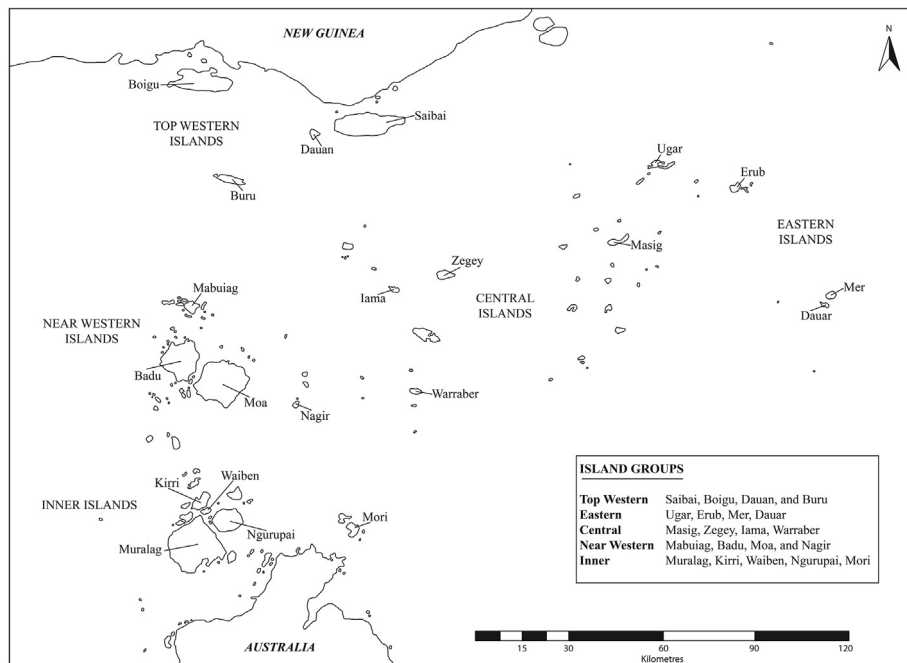 NEW GUINEA
N
Boigu
Saibai
TOP WESTERN
ISLANDS
Dauan
Ugar
Erub
Buru
EASTERN
ISLANDS
Masig
Zegey
Mabuiag
Iama
CENTRAL
ISLANDS
Mer
Dauar
NEAR WESTERN
ISLANDS
Badu
Moa
Nagir
Warraber
Waiben
Kirri
INNER ISLANDS
Mori
Ngurupai
Muralag
AUSTRALIA
ISLAND GROUPS
Top Western Saibai, Boigu, Dauan, and Buru
Eastern Ugar, Erub, Mer, Dauar
Central Masig, Zegey, Iama, Warraber
Near Western Mabuiag, Badu, Moa, and Nagir
Inner Muralag, Kirri, Waiben, Ngurupai, Mori
15 30 60 90 120
Kilometres